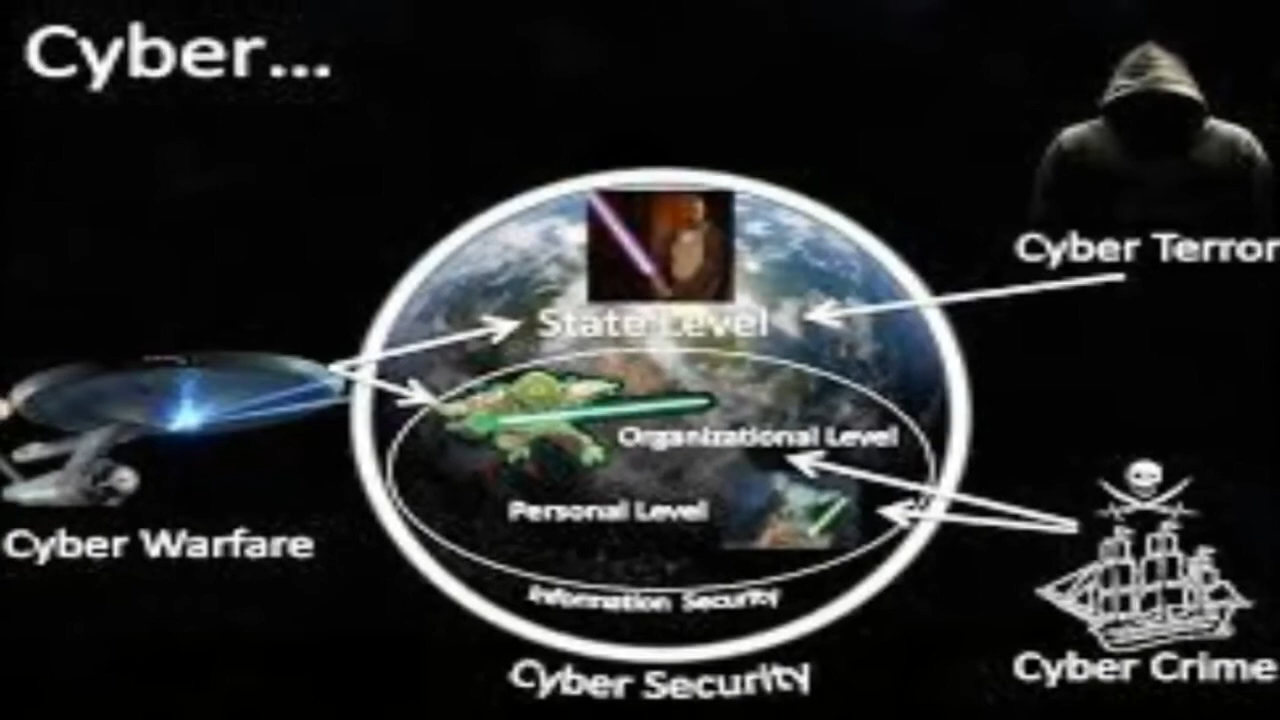 Cyber...
Cyber Terror
State Level
Organizational Level
Personal Level
Cyber Warfare
Information Security
Cyber Crime
Cyber Security